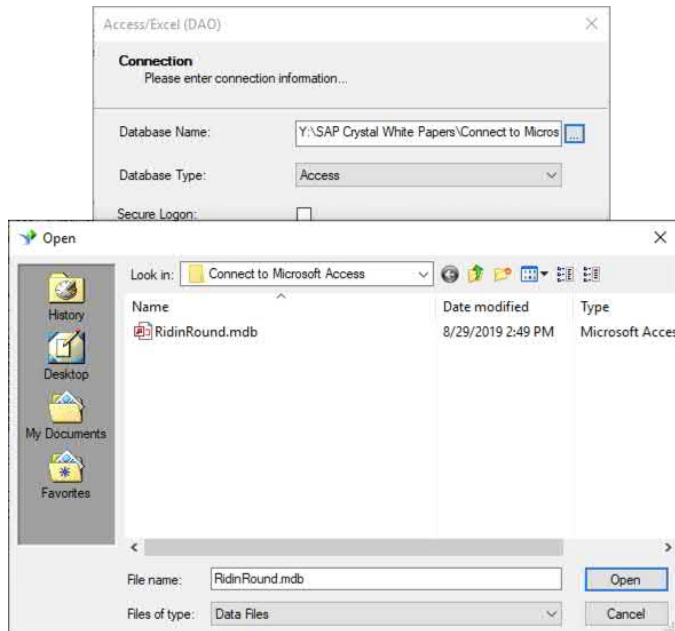 Access/Excel (DAO)
Connection
Please enter connection information...
Database Name:
Y:\SAP Crystal White Papers\Connect to Micros
...
Database Type:
Access
Secure Logon:
Open
Look in:
Connect to Microsoft Access
History
Desktop
My Documents
Favorites
Name
Date modified
Type
RidinRound.mdb
8/29/2019 2:49 PM
Microsoft Acces
File name:
RidinRound.mdb
Open
Files of type:
Data Files
Cancel